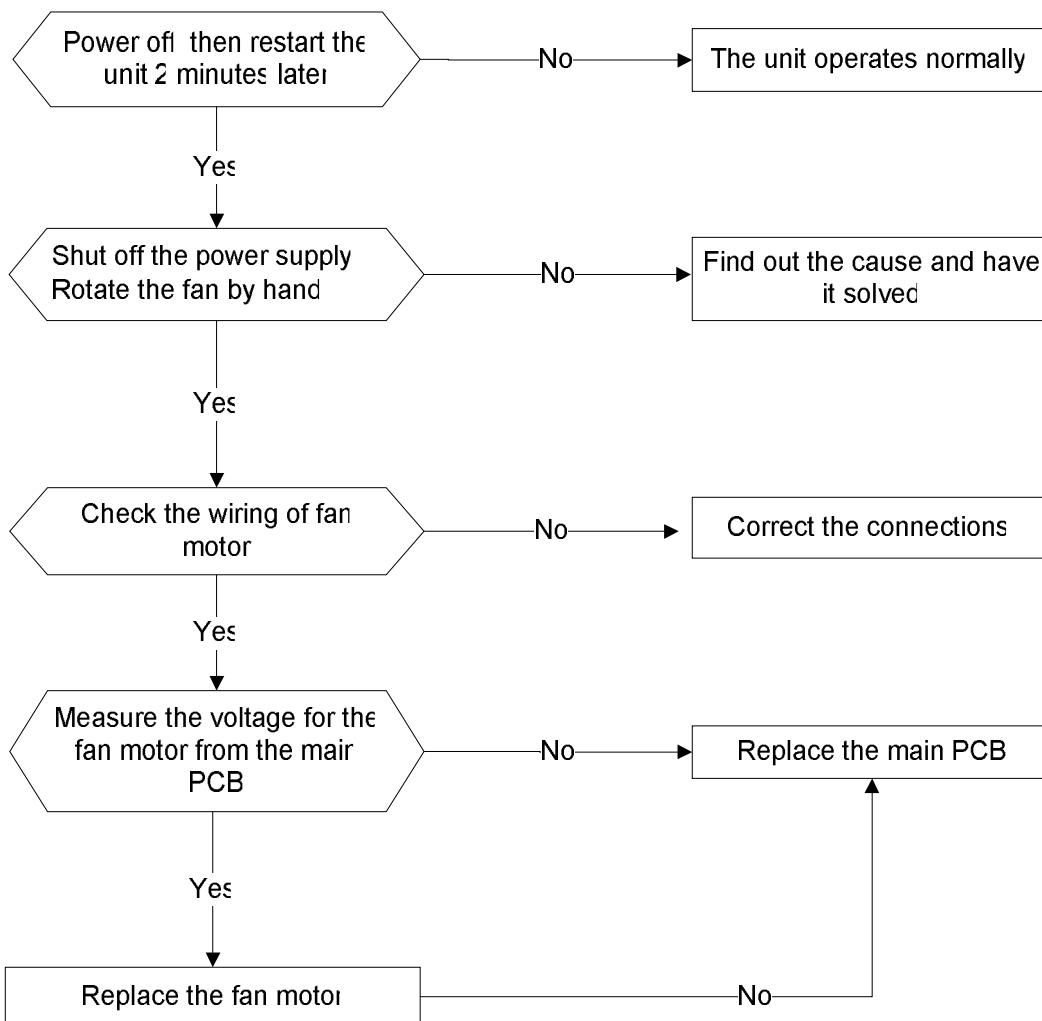 Power off then restart the
unit 2 minutes later
No
The unit operates normally
Yes
Shut off the power supply
Rotate the fan by hand
No
Find out the cause and have
it solved
Yes
Check the wiring of fan
motor
No
Correct the connections
Yes
Measure the voltage for the
fan motor from the main
PCB
No
Replace the main PCB
Yes
Replace the fan motor
No